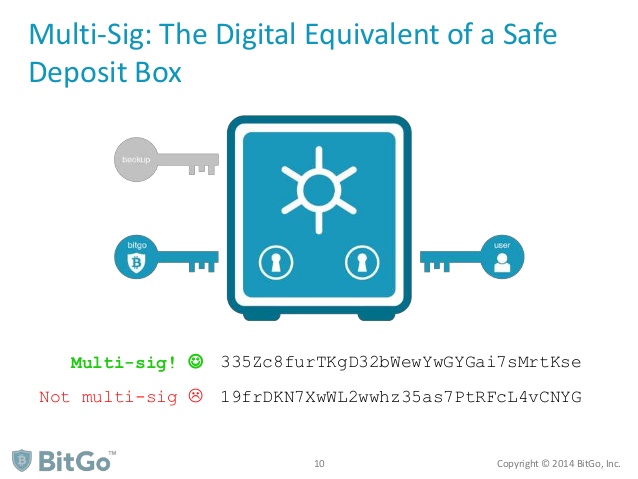 Multi-Sig: The Digital Equivalent of a Safe
Deposit Box
backup
bitgo
user
Multi-sig! ☺ 335Zc8furTKgD32bWewYwGYGai7sMrtKse
Not multi-sig ☹ 19frDKN7XwWL2wwhz35as7PtRFcL4vCNYG
BitGo™
10
Copyright © 2014 BitGo, Inc.